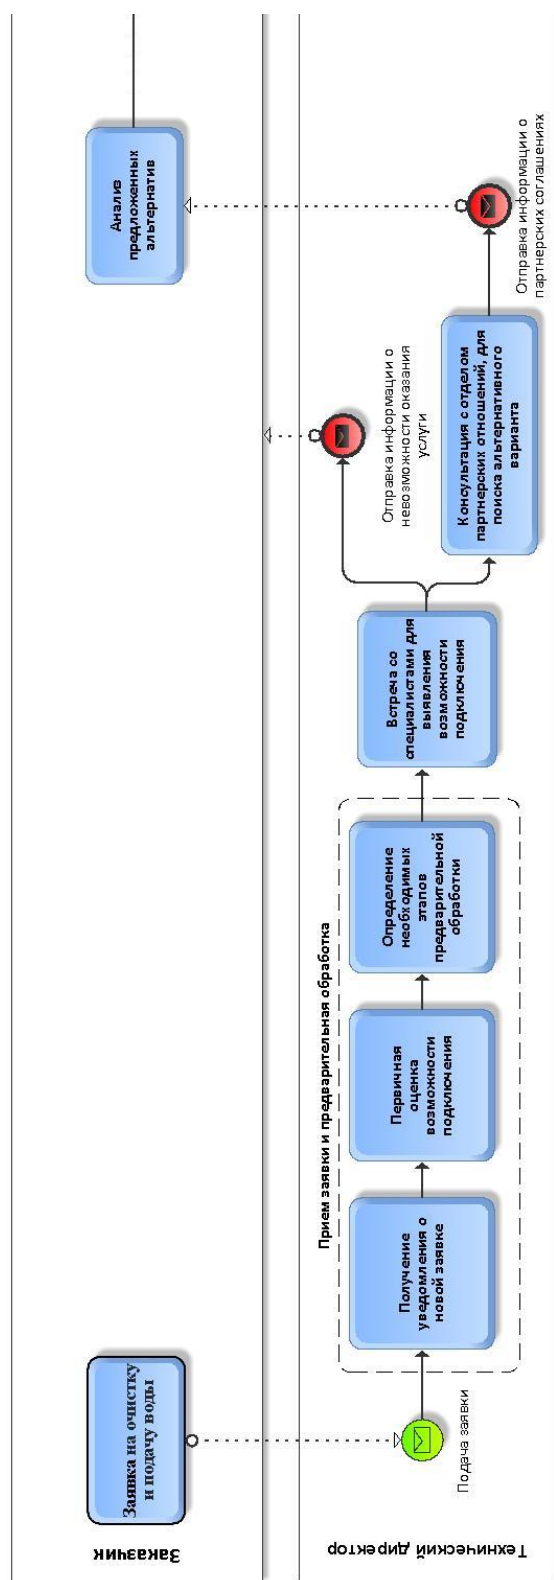 Заказчик
Заявка на очистку
и подачу воды
Анализ
предложенных
альтернатив
Технический директор
Подача заявки
Прием заявки и предварительная обработка
Получение
уведомления о
новой заявке
Первичная
оценка
возможности
подключения
Определение
необходимых
этапов
предварительной
обработки
Встреча со
специалистами для
выявления
возможности
подключения
Отправка информации о
невозможности оказания
услуги
Консультация с отделом
партнерских отношений, для
поиска альтернативного
варианта
Отправка информации о
партнерских соглашениях